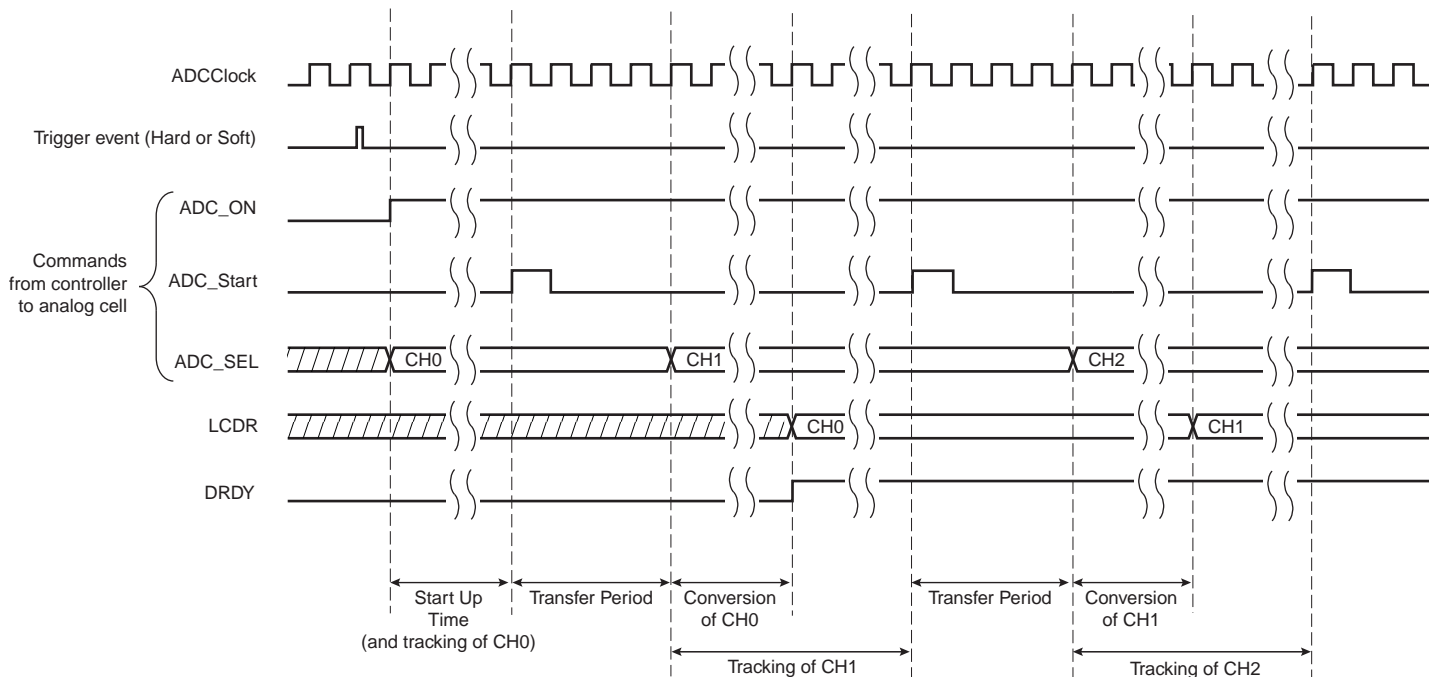 ADCClock
Trigger event (Hard or Soft)
ADC_ON
Commands
from controller
to analog cell
ADC_Start
ADC_SEL
CH0
CH1
CH2
LCDR
CH0
CH1
DRDY
Start Up
Time
(and tracking of CH0)
Transfer Period
Conversion
of CH0
Transfer Period
Conversion
of CH1
Tracking of CH1
Tracking of CH2